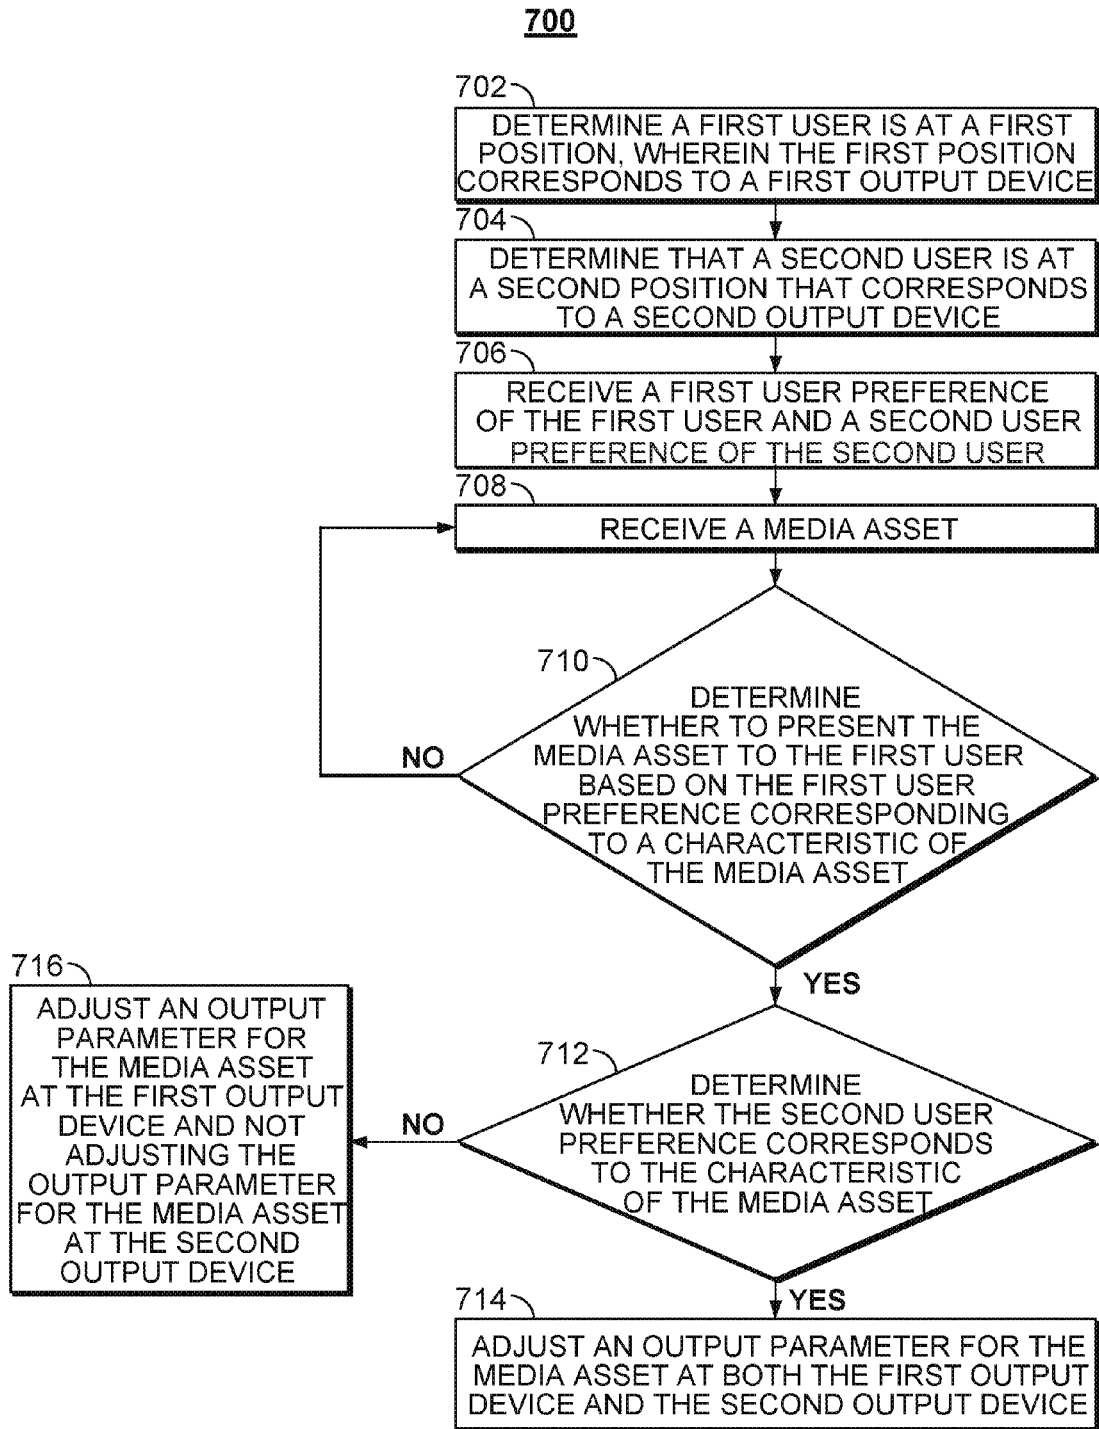 700
702
DETERMINE A FIRST USER IS AT A FIRST
POSITION, WHEREIN THE FIRST POSITION
CORRESPONDS TO A FIRST OUTPUT DEVICE
704
DETERMINE THAT A SECOND USER IS AT
A SECOND POSITION THAT CORRESPONDS
TO A SECOND OUTPUT DEVICE
706
RECEIVE A FIRST USER PREFERENCE
OF THE FIRST USER AND A SECOND USER
PREFERENCE OF THE SECOND USER
708
RECEIVE A MEDIA ASSET
710
DETERMINE
WHETHER TO PRESENT THE
MEDIA ASSET TO THE FIRST USER
BASED ON THE FIRST USER
PREFERENCE CORRESPONDING
TO A CHARACTERISTIC OF
THE MEDIA ASSET
NO
YES
712
DETERMINE
WHETHER THE SECOND USER
PREFERENCE CORRESPONDS
TO THE CHARACTERISTIC
OF THE MEDIA ASSET
NO
716
ADJUST AN OUTPUT
PARAMETER FOR
THE MEDIA ASSET
AT THE FIRST OUTPUT
DEVICE AND NOT
ADJUSTING THE
OUTPUT PARAMETER
FOR THE MEDIA ASSET
AT THE SECOND
OUTPUT DEVICE
YES
714
ADJUST AN OUTPUT PARAMETER FOR THE
MEDIA ASSET AT BOTH THE FIRST OUTPUT
DEVICE AND THE SECOND OUTPUT DEVICE